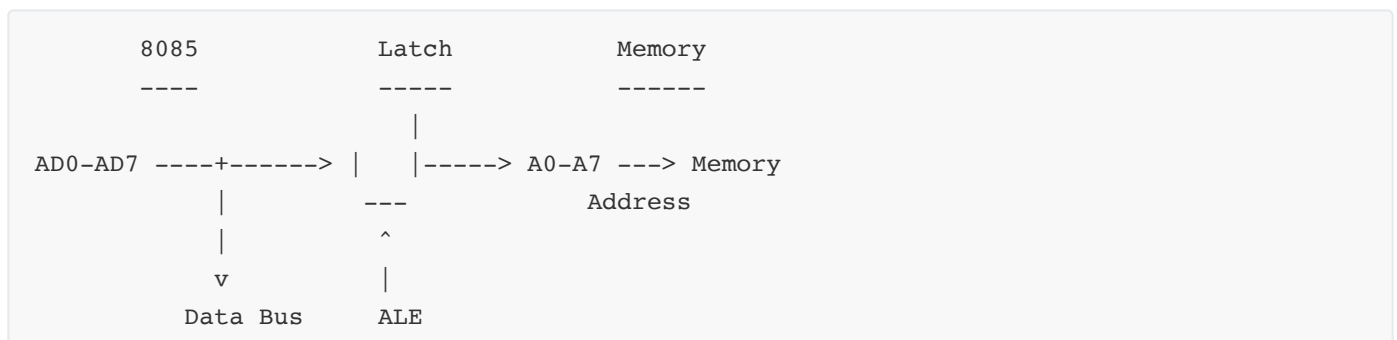 8085 Latch Memory
---- ----- ------
|
AD0-AD7 ----+------> | |-----> A0-A7 ---> Memory
| --- Address
| ^
v |
Data Bus ALE